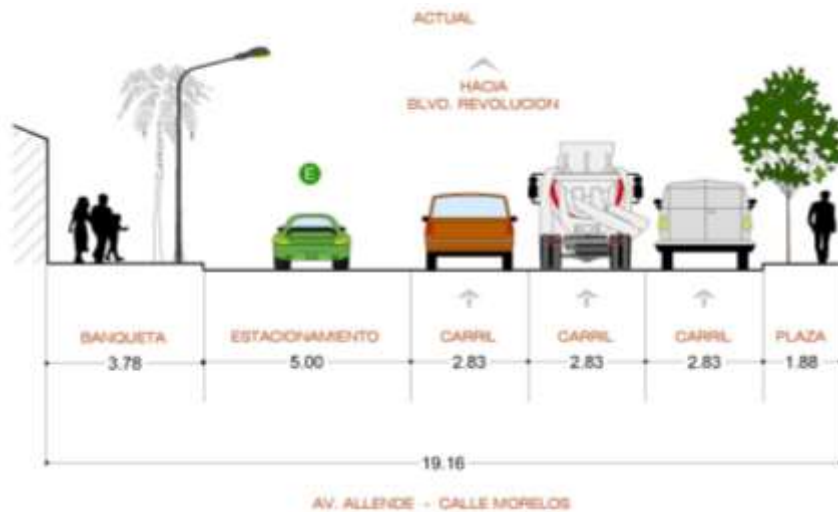 ACTUAL
HACIA
BLVD. REVOLUCION
E
BANQUETA
ESTACIONAMIENTO
CARRIL
CARRIL
CARRIL
PLAZA
3.78
5.00
2.83
2.83
2.83
1.88
19.16
AV. ALLENDE - CALLE MORELOS